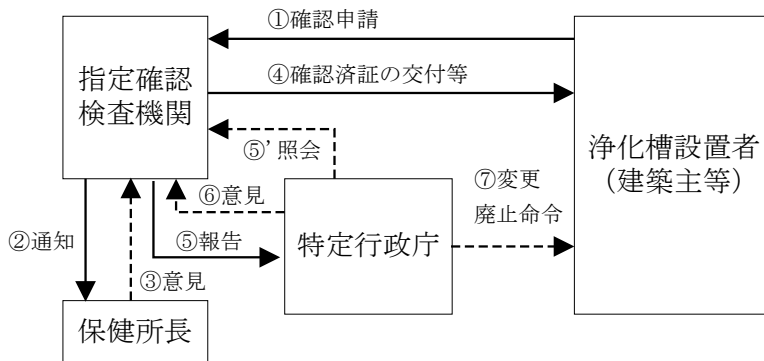 ①確認申請
指定確認
検査機関
④確認済証の交付等
⑤’照会
浄化槽設置者
（建築主等）
⑥意見
⑦変更
廃止命令
②通知
⑤報告
特定行政庁
③意見
保健所長